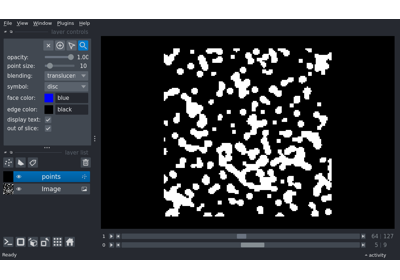 File View Window Plugins Help
layer controls
opacity: 1.00
point size: 10
blending: translucen
symbol: disc
face color: blue
edge color: black
display text:
out of slice:
layer list
points
Image
1 64 127
0 5 9
Ready activity